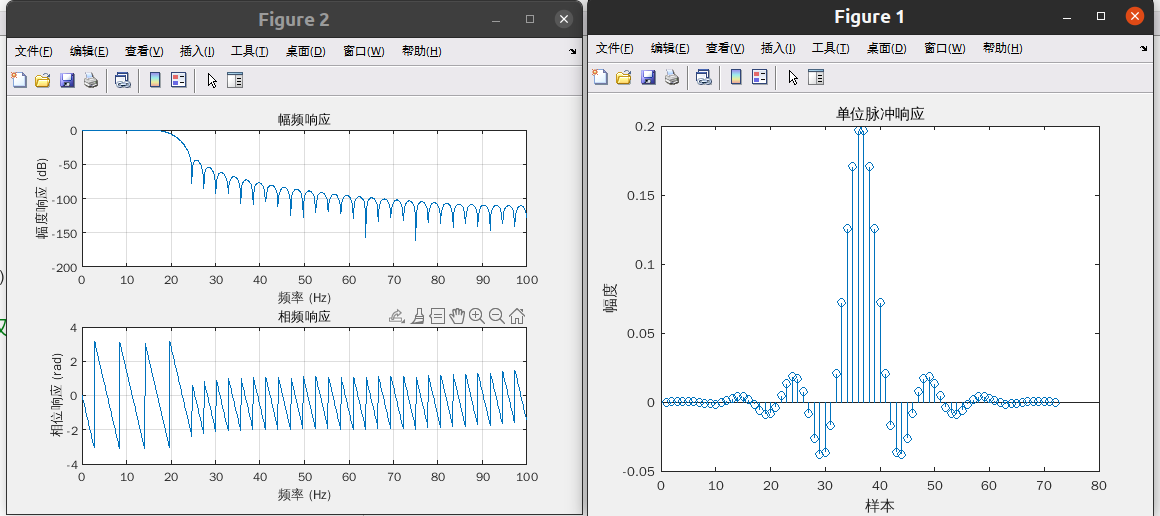 Figure 2
文件(F) 编辑(E) 查看(V) 插入(I) 工具(T) 桌面(D) 窗口(W) 帮助(H)
幅频响应
幅度响应 (dB)
0
-50
-100
-150
-200
0 10 20 30 40 50 60 70 80 90 100
频率 (Hz)
相频响应
相位响应 (rad)
4
2
0
-2
-4
0 10 20 30 40 50 60 70 80 90 100
频率 (Hz)
Figure 1
文件(F) 编辑(E) 查看(V) 插入(I) 工具(T) 桌面(D) 窗口(W) 帮助(H)
单位脉冲响应
幅度
0.2
0.15
0.1
0.05
0
-0.05
0 10 20 30 40 50 60 70 80
样本
)